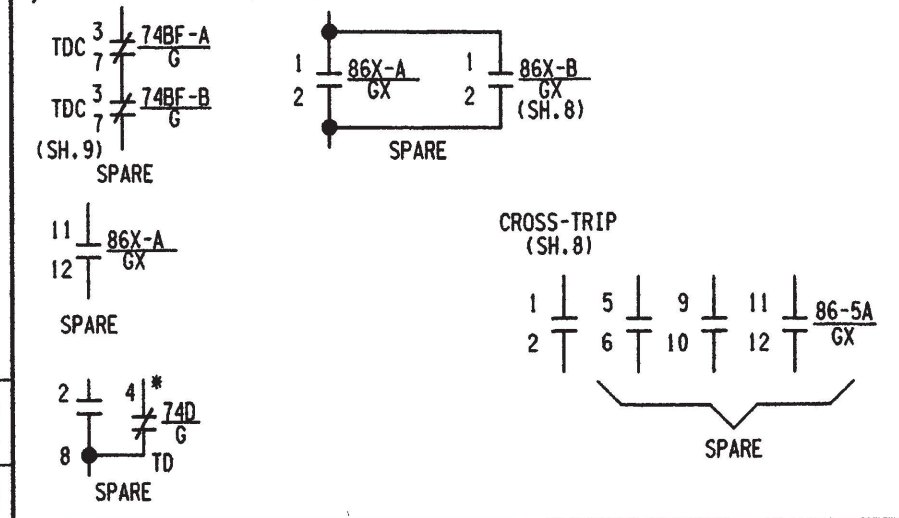 TDC 3 74BF-A
7 G
TDC 3 74BF-B
7 G
(SH.9)
SPARE
1 86X-A
2 GX
1 86X-B
2 GX
(SH.8)
SPARE
11 86X-A
12 GX
SPARE
CROSS-TRIP
(SH.8)
1 5 9 11 86-5A
2 6 10 12 GX
SPARE
2 4 * 74D
G
8 TD
SPARE